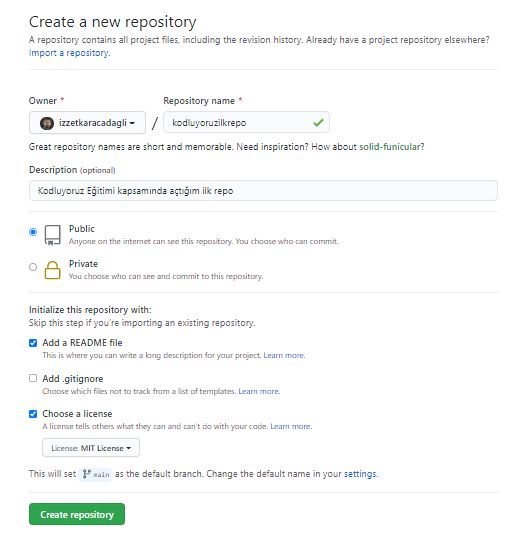 Create a new repository
A repository contains all project files, including the revision history. Already have a project repository elsewhere?
Import a repository.
Owner * Repository name *
izzetkaracadagli / kodluyoruzilkrepo
Great repository names are short and memorable. Need inspiration? How about solid-funicular?
Description (optional)
Kodluyoruz Eğitimi kapsamında açtığım ilk repo
Public
Anyone on the internet can see this repository. You choose who can commit.
Private
You choose who can see and commit to this repository.
Initialize this repository with:
Skip this step if you're importing an existing repository.
Add a README file
This is where you can write a long description for your project. Learn more.
Add .gitignore
Choose which files not to track from a list of templates. Learn more.
Choose a license
A license tells others what they can and can't do with your code. Learn more.
License: MIT License
This will set main as the default branch. Change the default name in your settings.
Create repository